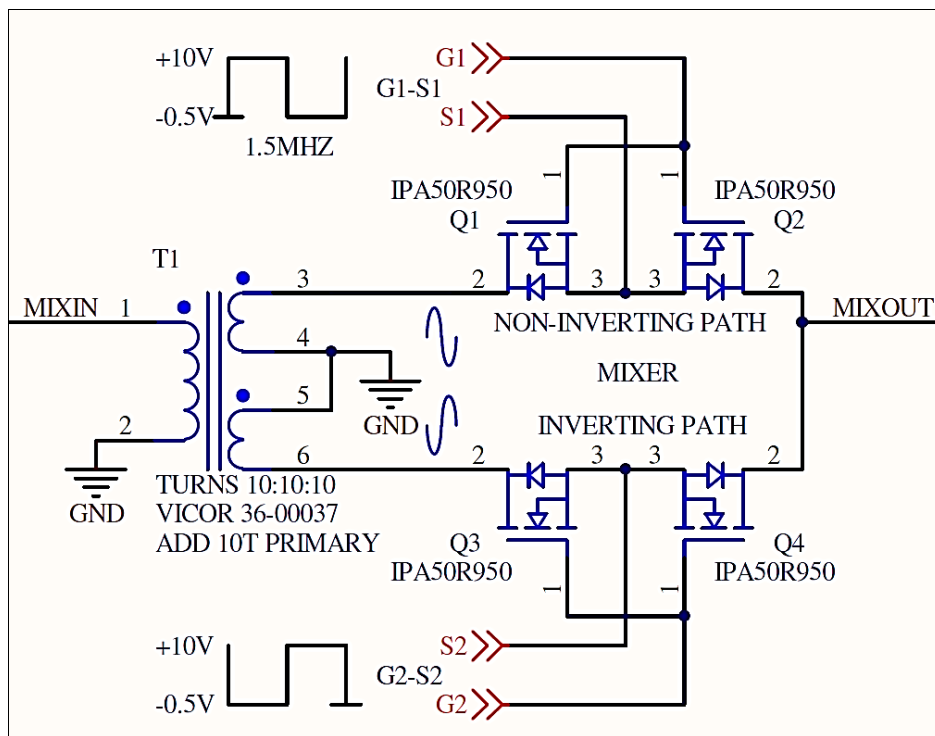 +10V
-0.5V
1.5MHZ
G1-S1
G1
S1
1
1
IPA50R950
Q1
IPA50R950
Q2
T1
MIXIN
1
2
3
4
5
6
2
3
3
2
NON-INVERTING PATH
MIXOUT
MIXER
GND
GND
INVERTING PATH
2
3
3
2
TURNS 10:10:10
VICOR 36-00037
ADD 10T PRIMARY
Q3
IPA50R950
Q4
IPA50R950
1
1
+10V
-0.5V
G2-S2
S2
G2